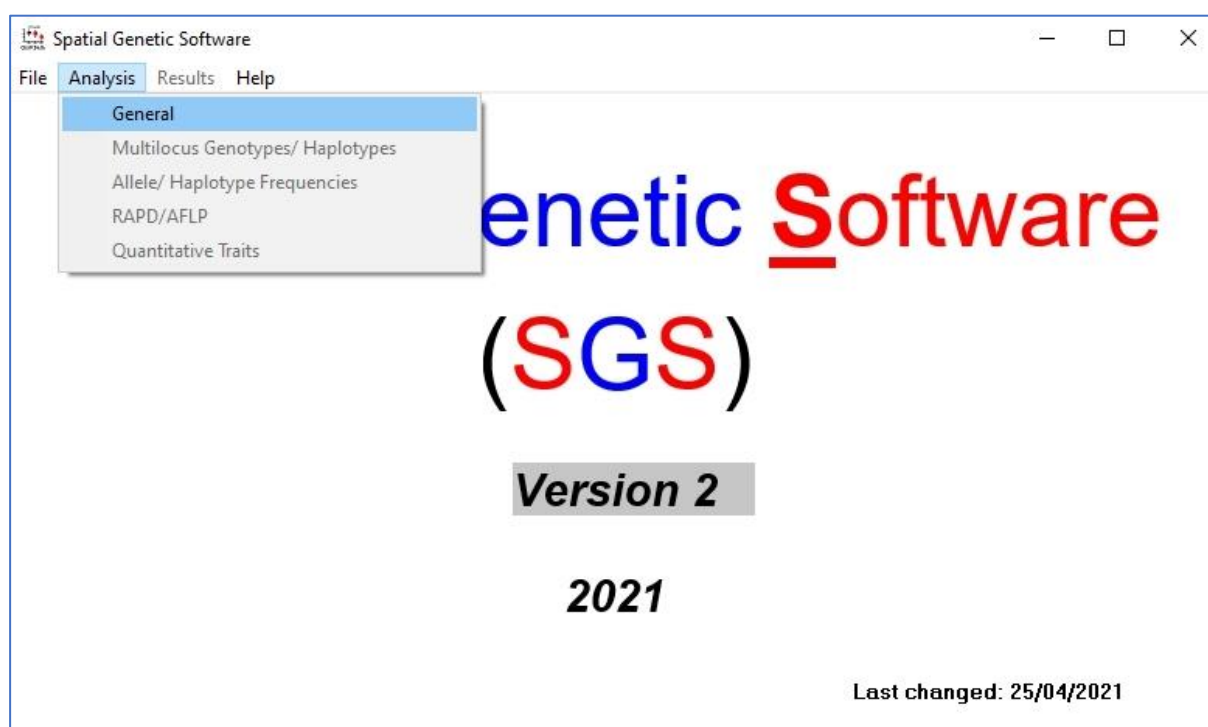 Spatial Genetic Software
File Analysis Results Help
General
Multilocus Genotypes/ Haplotypes
Allele/ Haplotype Frequencies
RAPD/AFLP
Quantitative Traits
enetic Software
(SGS)
Version 2
2021
Last changed: 25/04/2021